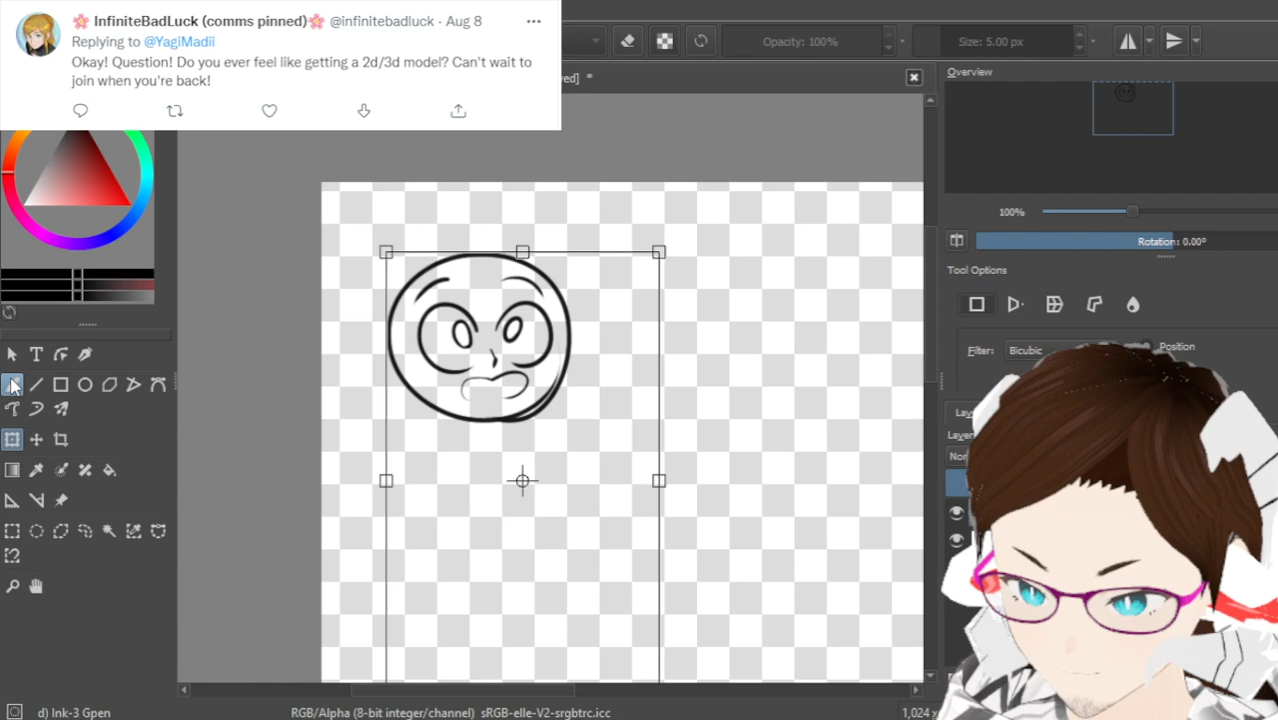 InfiniteBadLuck (comms pinned) @infinitebadluck · Aug 8
Replying to @YagiMadii
Okay! Question! Do you ever feel like getting a 2d/3d model? Can't wait to
join when you're back!
Opacity: 100%
Size: 5.00 px
*
Overview
100%
Rotation: 0.00°
Tool Options
Filter:
Bicubic
Position
d) Ink-3 Gpen
RGB/Alpha (8-bit integer/channel) sRGB-elle-V2-srgbtrc.icc